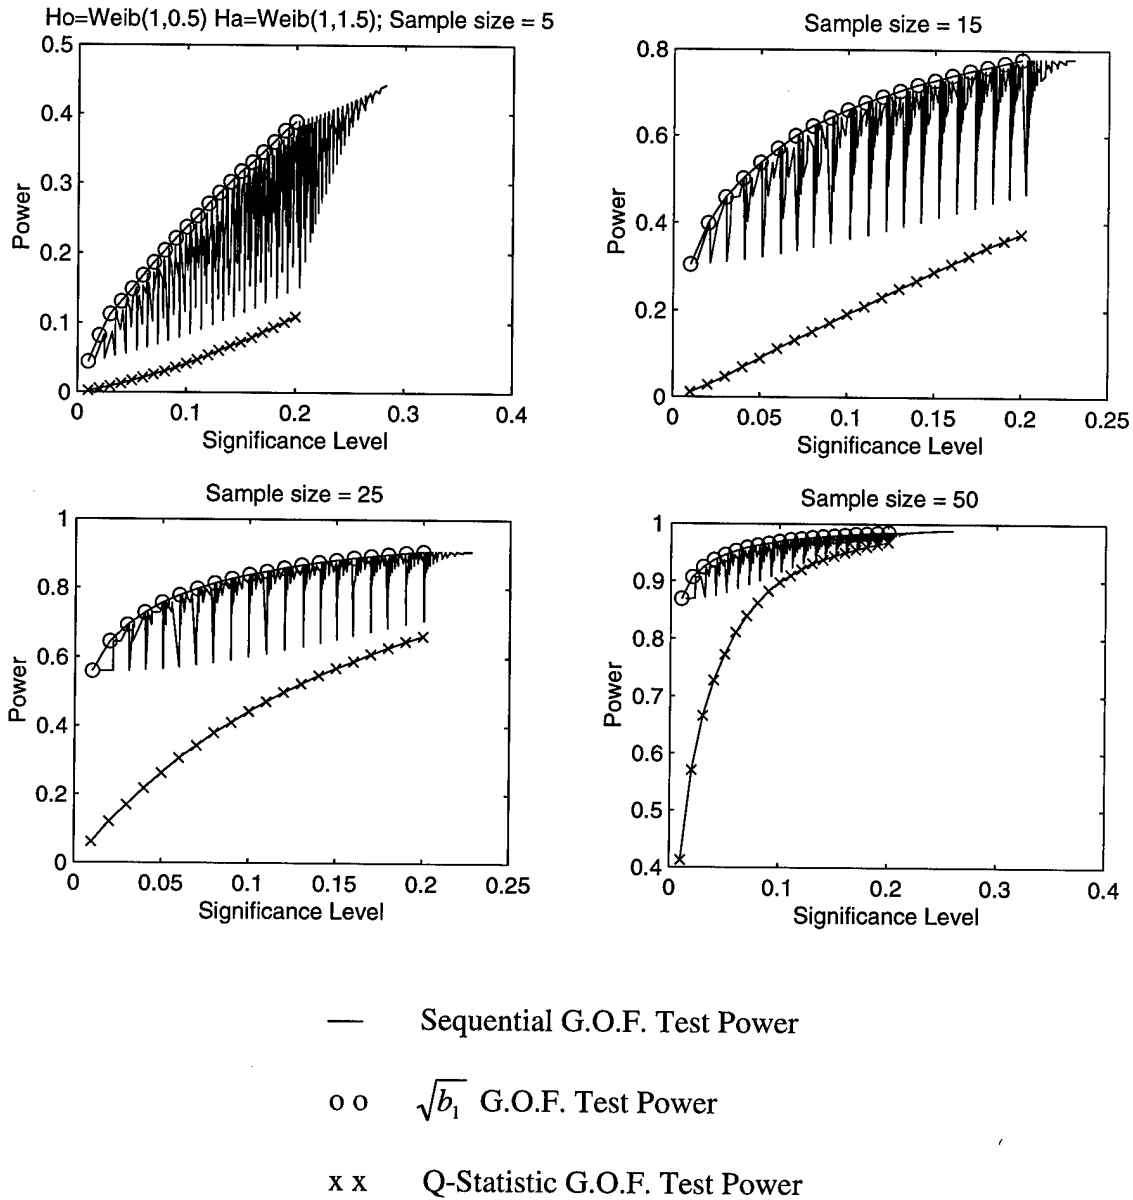 Ho=Weib(1,0.5) Ha=Weib(1,1.5); Sample size = 5
0.5
0.4
0.3
0.2
0.1
0
Power
0 0.1 0.2 0.3 0.4
Significance Level
Sample size = 15
0.8
0.6
0.4
0.2
0
Power
0 0.05 0.1 0.15 0.2 0.25
Significance Level
Sample size = 25
1
0.8
0.6
0.4
0.2
0
Power
0 0.05 0.1 0.15 0.2 0.25
Significance Level
Sample size = 50
1
0.9
0.8
0.7
0.6
0.5
0.4
Power
0 0.1 0.2 0.3 0.4
Significance Level
— Sequential G.O.F. Test Power
o o √b₁ G.O.F. Test Power
x x Q-Statistic G.O.F. Test Power